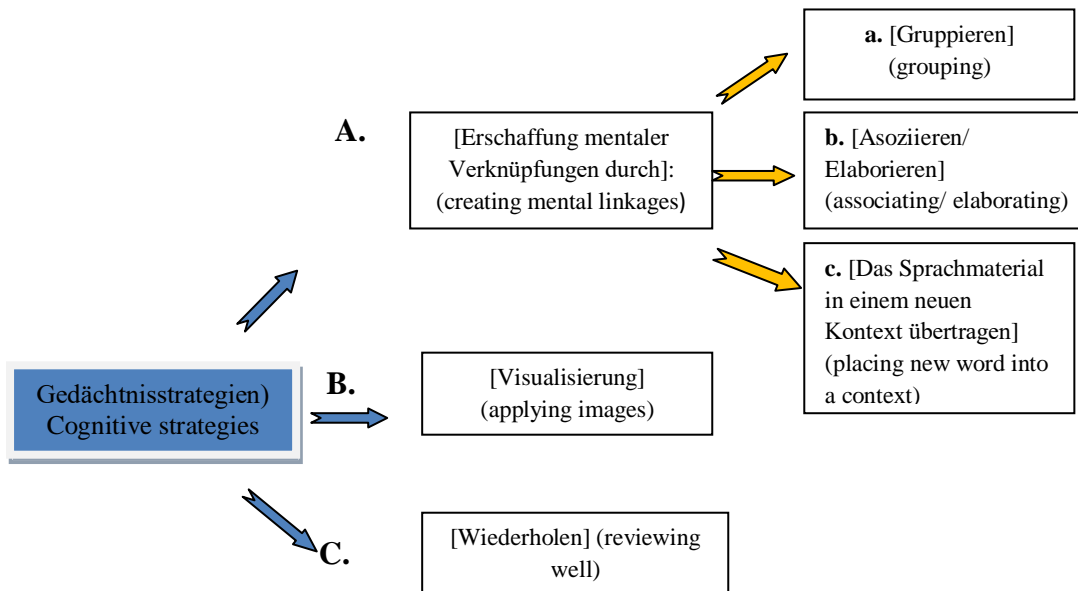 a. [Gruppieren]
(grouping)
A.
[Erschaffung mentaler
Verknüpfungen durch]:
(creating mental linkages)
b. [Asoziieren/
Elaborieren]
(associating/ elaborating)
c. [Das Sprachmaterial
in einem neuen
Kontext übertragen]
(placing new word into
a context)
Gedächtnisstrategien)
Cognitive strategies
B.
[Visualisierung]
(applying images)
C.
[Wiederholen] (reviewing
well)